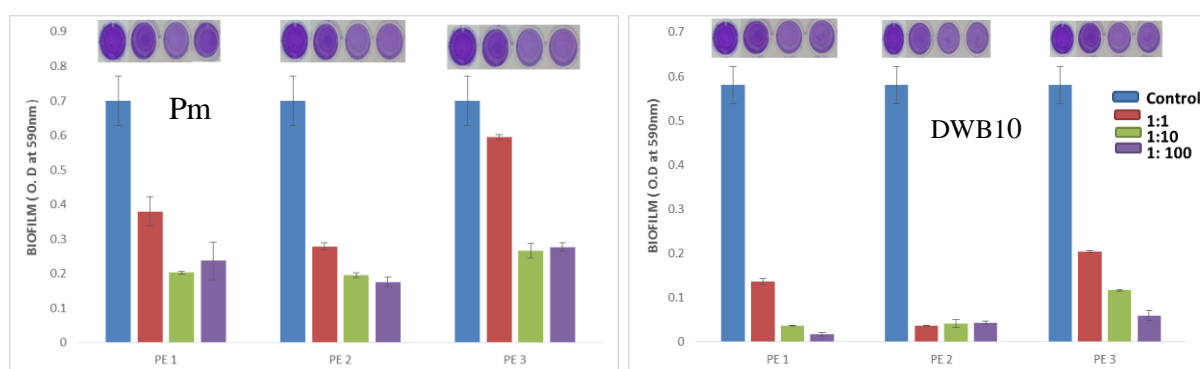 0.9
0.8
0.7
0.6
0.5
0.4
0.3
0.2
0.1
0
BIOFILM ( O. D at 590nm )
Pm
PE 1
PE 2
PE 3
0.7
0.6
0.5
0.4
0.3
0.2
0.1
0
BIOFILM ( O.D at 590nm)
DWB10
Control
1:1
1:10
1: 100
PE 1
PE 2
PE 3